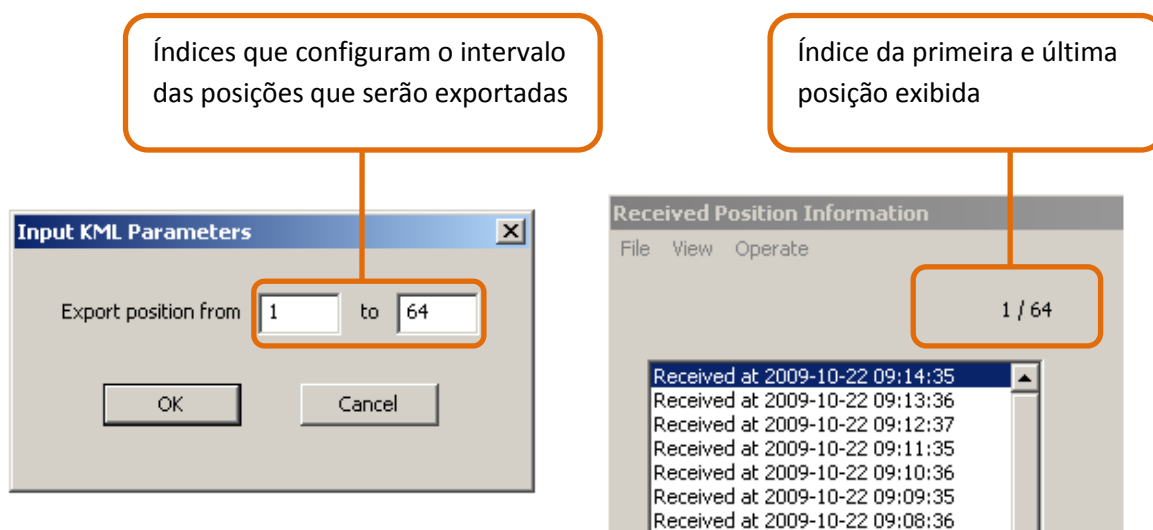 Índices que configuram o intervalo
das posições que serão exportadas
Índice da primeira e última
posição exibida
Input KML Parameters
Export position from 1 to 64
OK Cancel
Received Position Information
File View Operate
1 / 64
Received at 2009-10-22 09:14:35
Received at 2009-10-22 09:13:36
Received at 2009-10-22 09:12:37
Received at 2009-10-22 09:11:35
Received at 2009-10-22 09:10:36
Received at 2009-10-22 09:09:35
Received at 2009-10-22 09:08:36